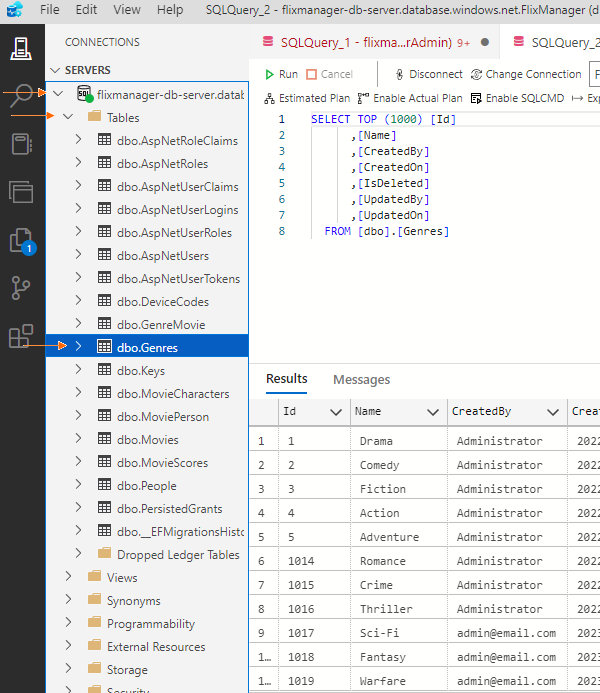 File Edit View Help SQLQuery_2 - flixmanager-db-server.database.windows.net.FlixManager (d
CONNECTIONS
SERVERS
flixmanager-db-server.datab
Tables
dbo.AspNetRoleClaims
dbo.AspNetRoles
dbo.AspNetUserClaims
dbo.AspNetUserLogins
dbo.AspNetUserRoles
dbo.AspNetUsers
dbo.AspNetUserTokens
dbo.DeviceCodes
dbo.GenreMovie
dbo.Genres
dbo.Keys
dbo.MovieCharacters
dbo.MoviePerson
dbo.Movies
dbo.MovieScores
dbo.People
dbo.PersistedGrants
dbo.__EFMigrationsHisto
Dropped Ledger Tables
Views
Synonyms
Programmability
External Resources
Storage
Security
1
SQL
SQLQuery_1 - flixma...rAdmin) 9+
SQLQuery_2
Run Cancel Disconnect Change Connection F
Estimated Plan Enable Actual Plan Enable SQLCMD Exp
1 SELECT TOP (1000) [Id]
2 ,[Name]
3 ,[CreatedBy]
4 ,[CreatedOn]
5 ,[IsDeleted]
6 ,[UpdatedBy]
7 ,[UpdatedOn]
8 FROM [dbo].[Genres]
Results Messages
Id Name CreatedBy Create
1 1 Drama Administrator 2022
2 2 Comedy Administrator 2022
3 3 Fiction Administrator 2022
4 4 Action Administrator 2022
5 5 Adventure Administrator 2022
6 1014 Romance Administrator 2022
7 1015 Crime Administrator 2022
8 1016 Thriller Administrator 2022
9 1017 Sci-Fi admin@email.com 2023
1... 1018 Fantasy admin@email.com 2023
1... 1019 Warfare admin@email.com 2023